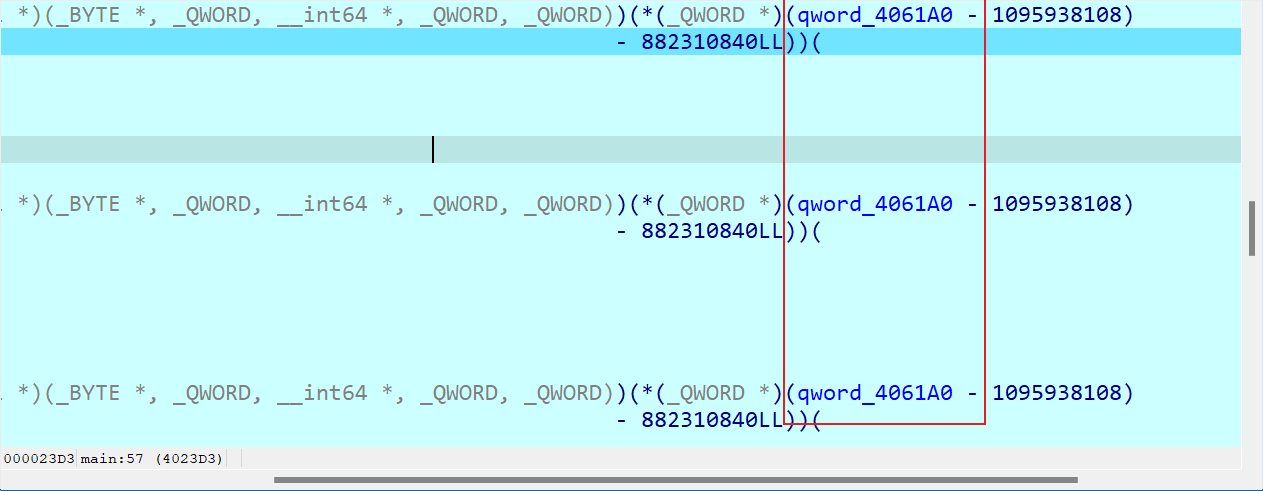 *)(_BYTE *, _QWORD, __int64 *, _QWORD, _QWORD))(*(_QWORD *)(qword_4061A0 - 1095938108)
- 882310840LL))(
*)(_BYTE *, _QWORD, __int64 *, _QWORD, _QWORD))(*(_QWORD *)(qword_4061A0 - 1095938108)
- 882310840LL))(
*)(_BYTE *, _QWORD, __int64 *, _QWORD, _QWORD))(*(_QWORD *)(qword_4061A0 - 1095938108)
- 882310840LL))(
000023D3 main:57 (4023D3)